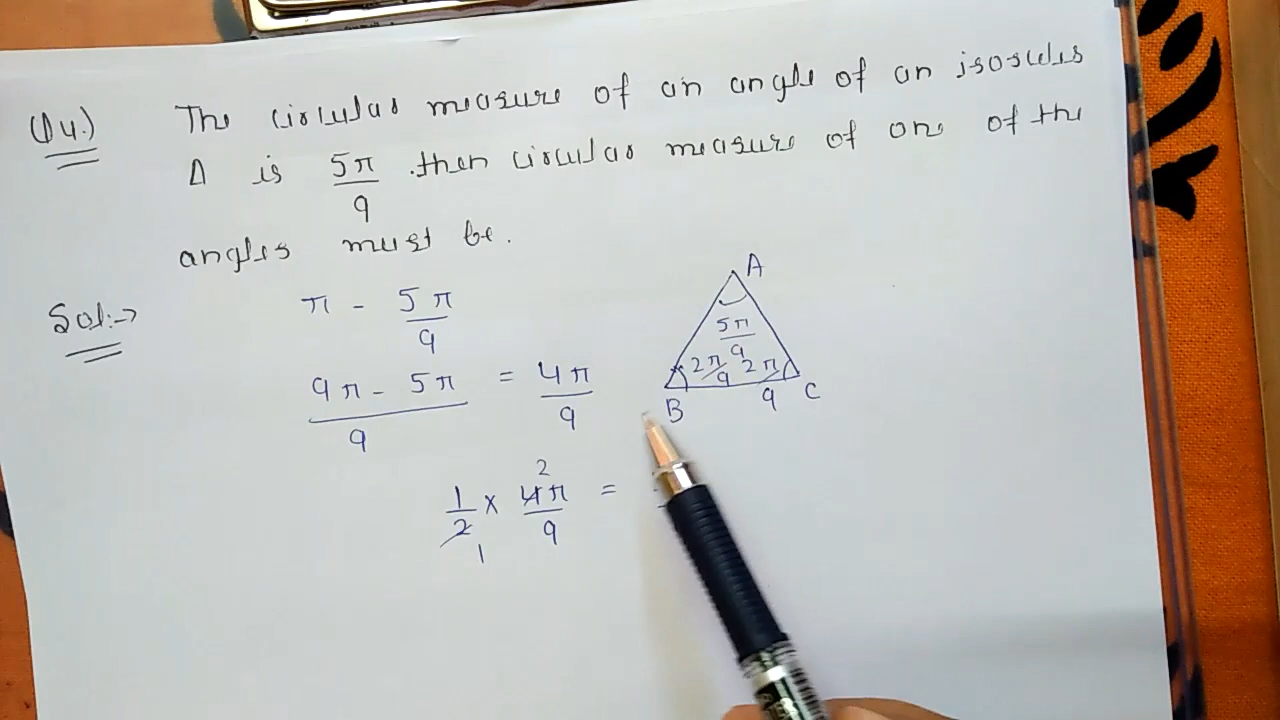 Q4.) The circular measure of an angle of an isosceles
Δ is 5π/9 . then circular measure of one of the
angles must be.
Sol:→ π - 5π/9
9π - 5π/9 = 4π/9
1/2 × 4π/9 =
2
1
A
5π/9
2π/9 2π/9
B C